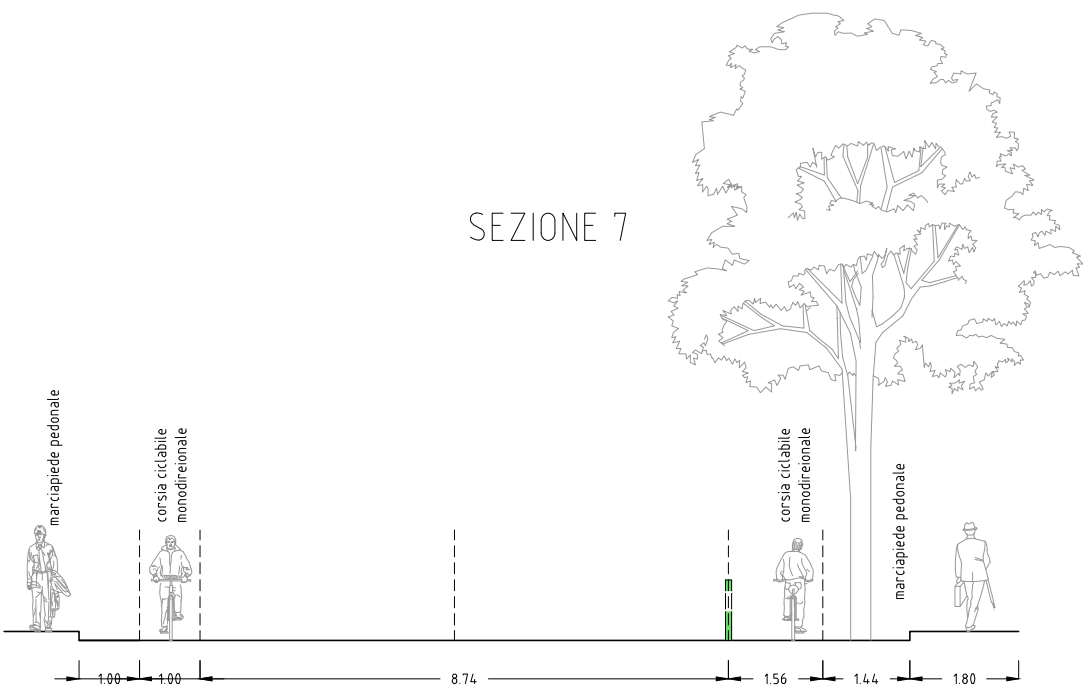 SEZIONE 7
marciapiede pedonale
corsia ciclabile
monodireionale
corsia ciclabile
monodireionale
marciapiede pedonale
1.00 1.00 8.74 1.56 1.44 1.80